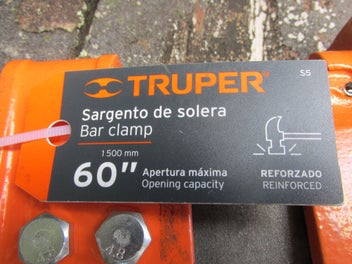 S5
TRUPER
Sargento de solera
Bar clamp
1 500 mm
60" Apertura máxima
Opening capacity
REFORZADO
REINFORCED